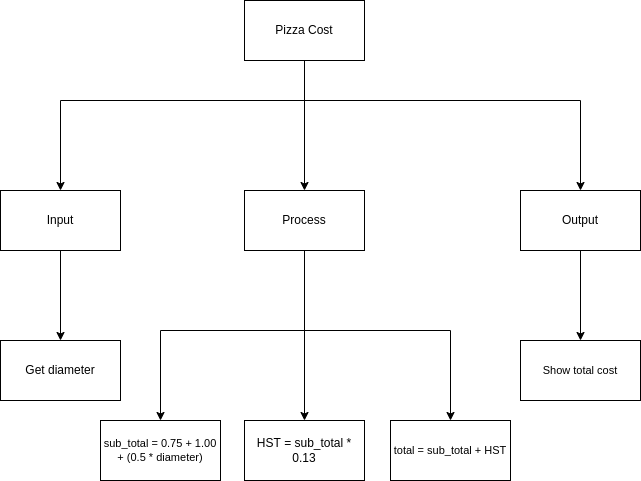 Pizza Cost
Input
Process
Output
Get diameter
Show total cost
sub_total = 0.75 + 1.00
+ (0.5 * diameter)
HST = sub_total *
0.13
total = sub_total + HST